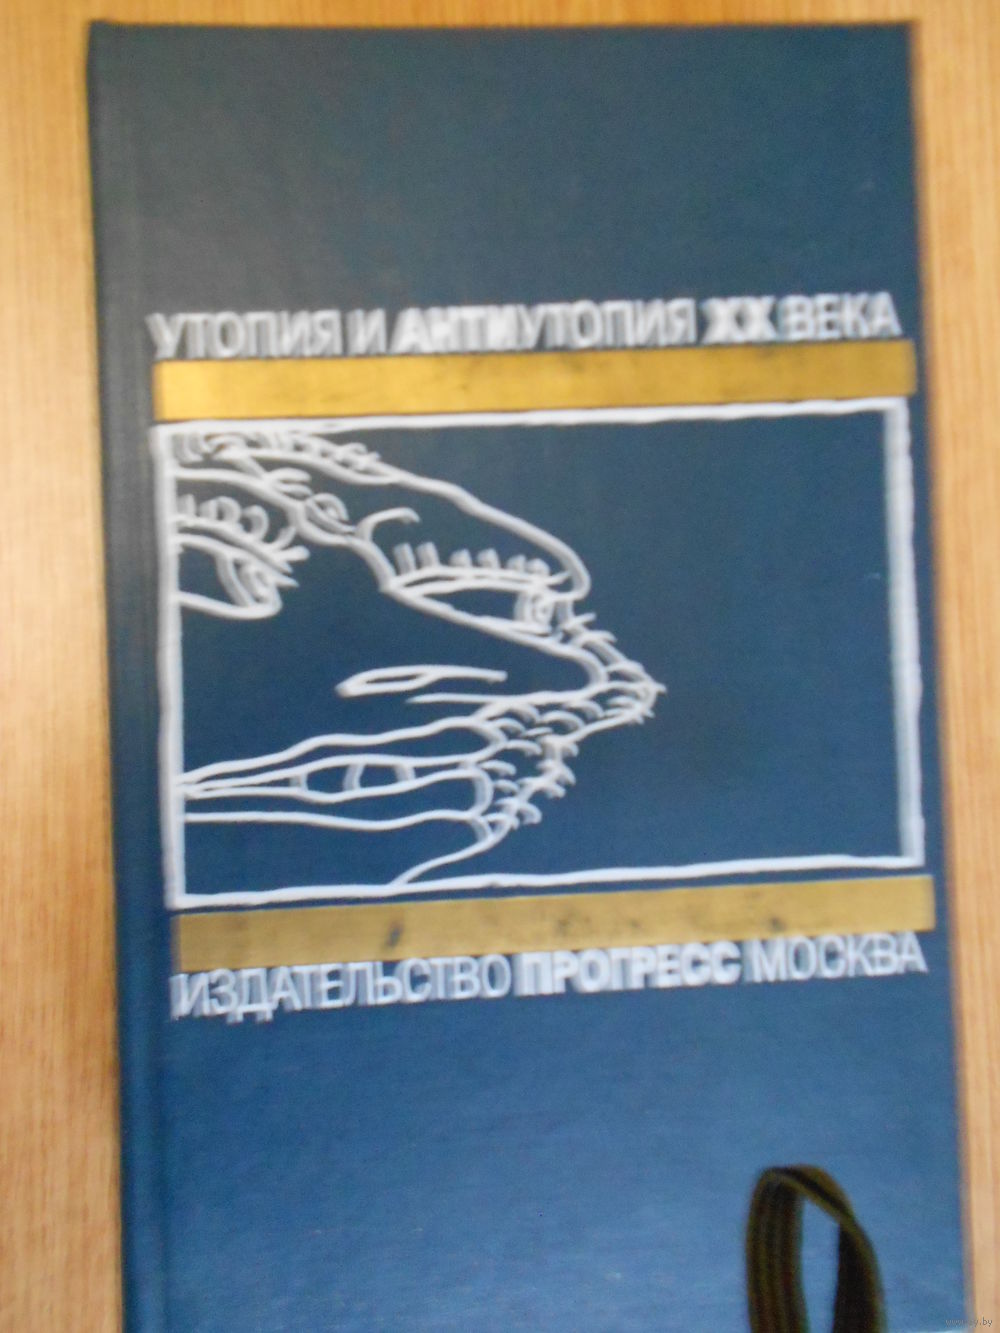 УТОПИЯ И АНТИУТОПИЯ XX ВЕКА
ИЗДАТЕЛЬСТВО ПРОГРЕСС МОСКВА